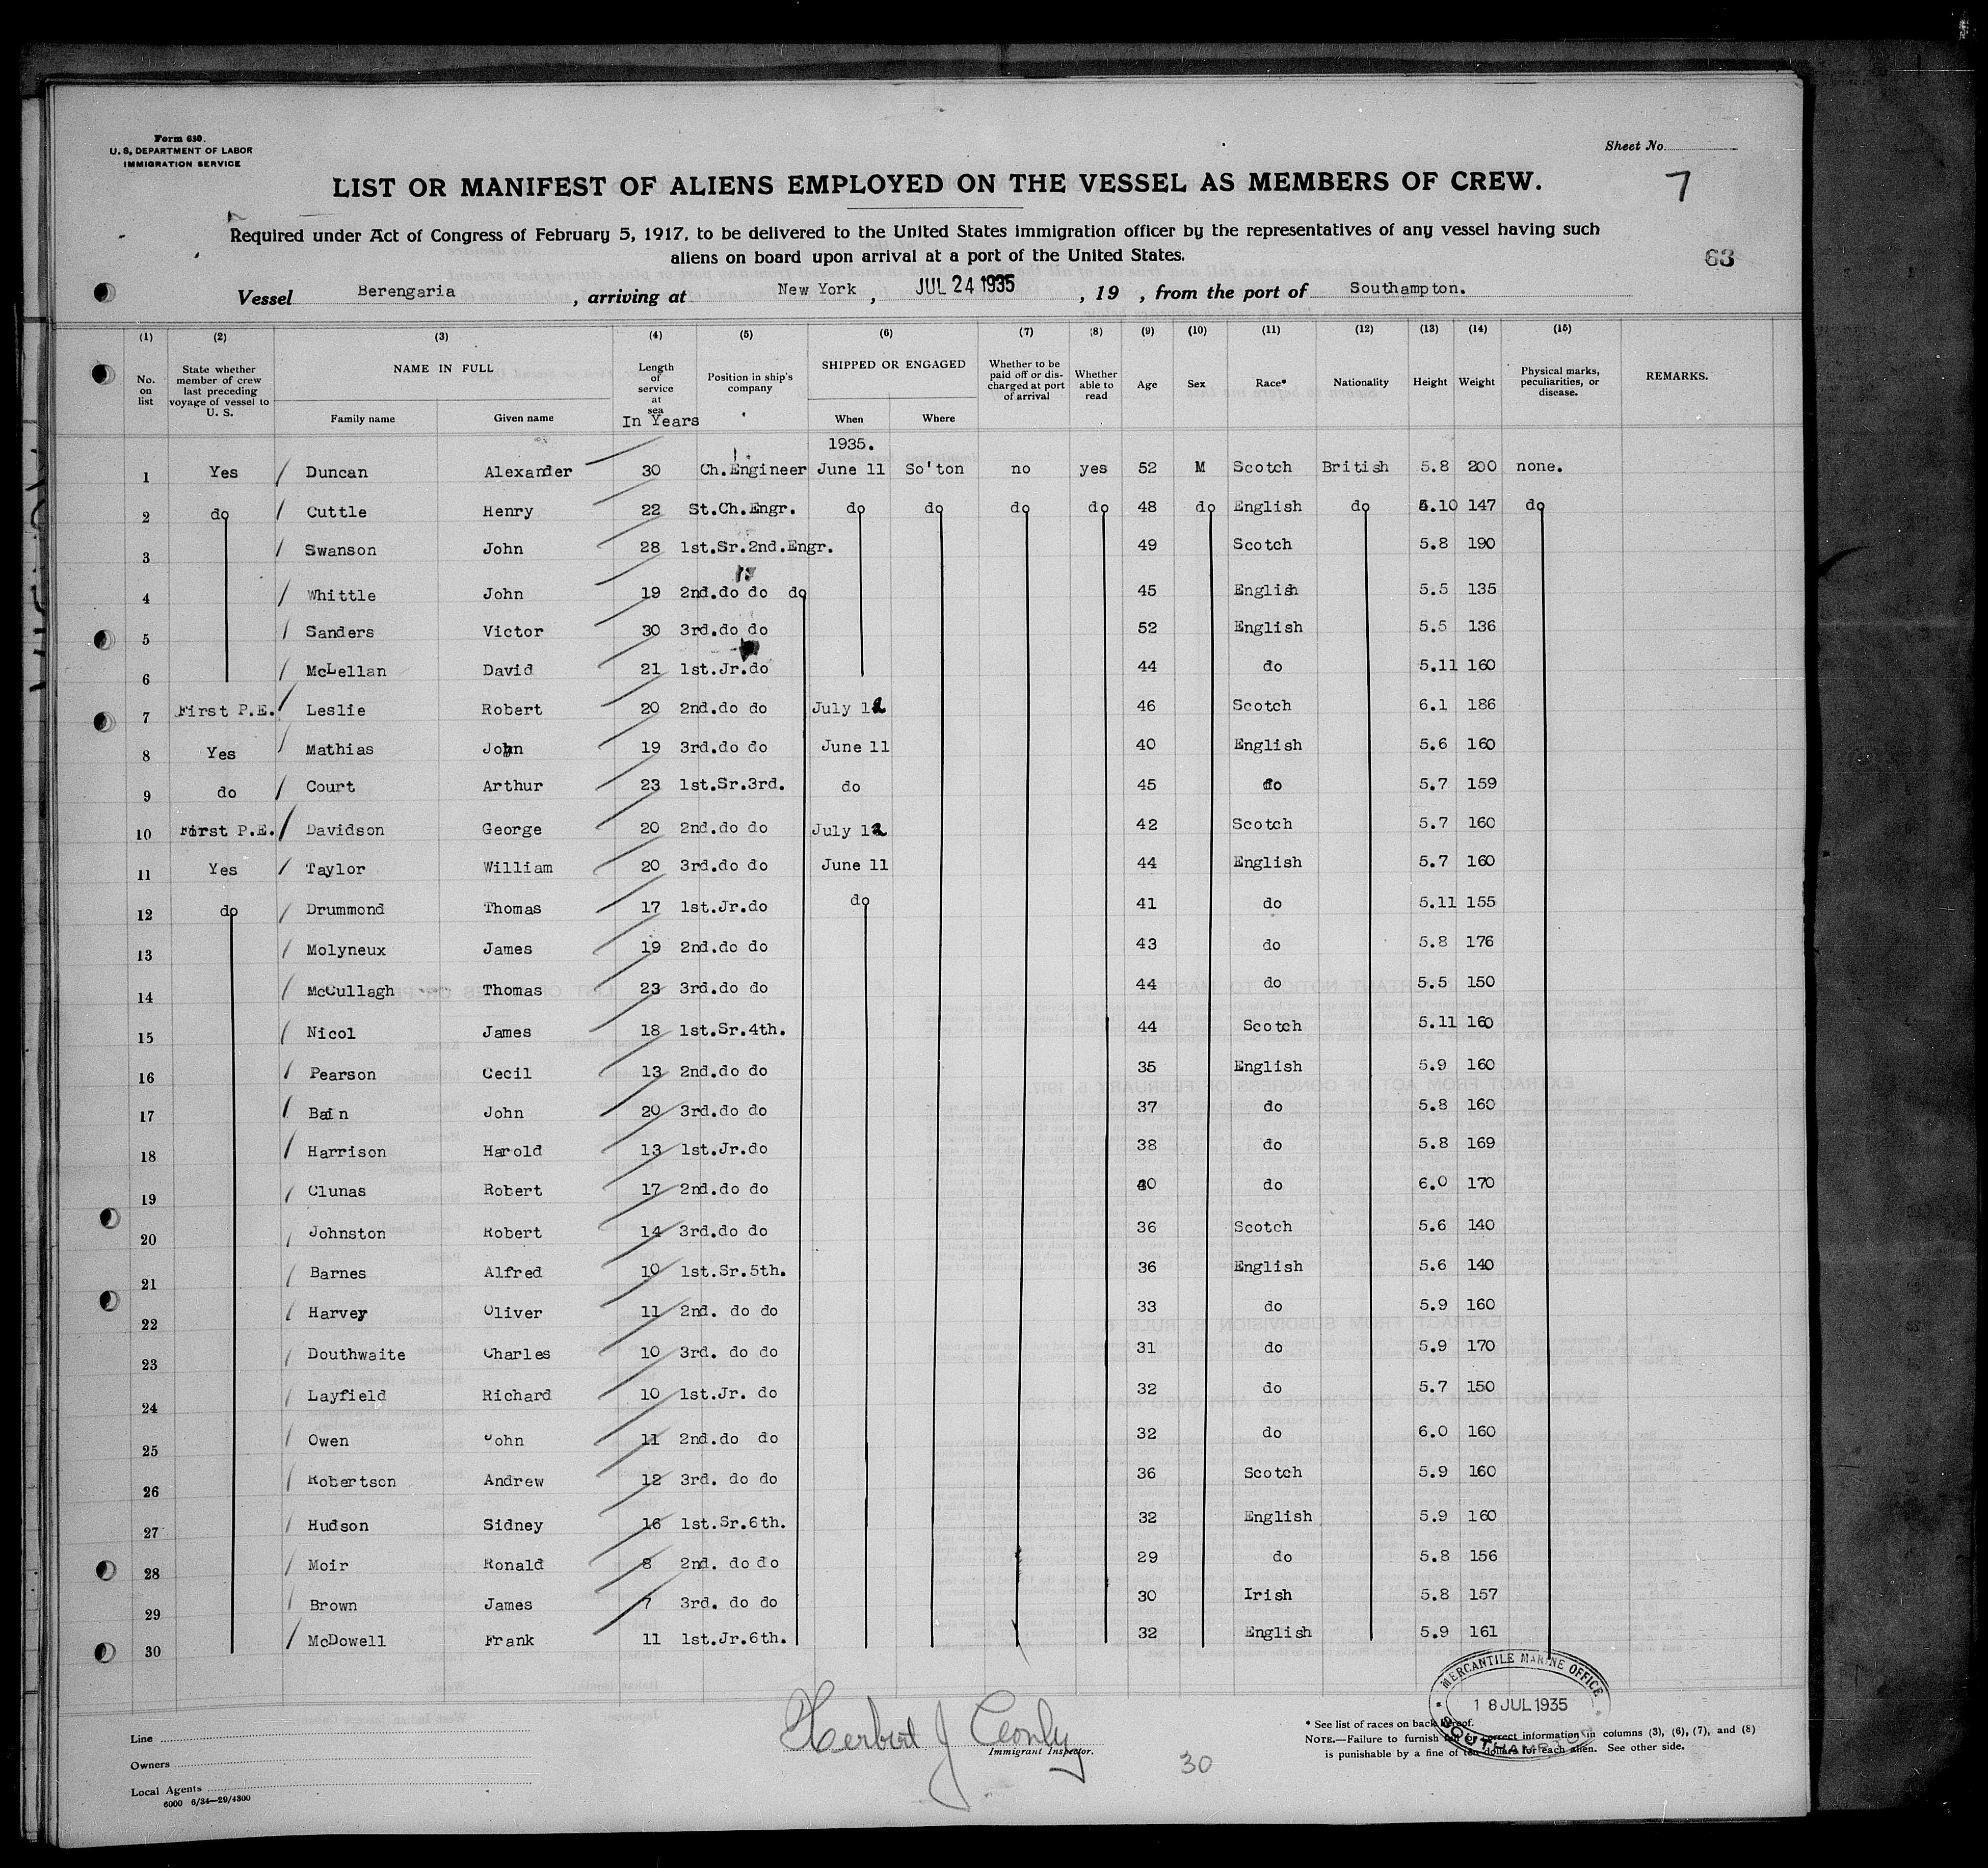 Form 630.
U. S. DEPARTMENT OF LABOR
IMMIGRATION SERVICE
Sheet No.
LIST OR MANIFEST OF ALIENS EMPLOYED ON THE VESSEL AS MEMBERS OF CREW.
7
Required under Act of Congress of February 5, 1917, to be delivered to the United States immigration officer by the representatives of any vessel having such
aliens on board upon arrival at a port of the United States.
63
Vessel Berengaria, arriving at New York, JUL 24 1935, 19 , from the port of Southampton.
(1) (2) (3) (4) (5) (6) (7) (8) (9) (10) (11) (12) (13) (14) (15)
No. on list State whether member of crew last preceding voyage of vessel to U. S. NAME IN FULL Family name Given name Length of service at sea In Years Position in ship's company SHIPPED OR ENGAGED When Where Whether to be paid off or discharged at port of arrival Whether able to read Age Sex Race* Nationality Height Weight Physical marks, peculiarities, or disease. REMARKS.
1935.
1 Yes Duncan Alexander 30 Ch.Engineer June 11 So'ton no yes 52 M Scotch British 5.8 200 none.
2 do Cuttle Henry 22 St.Ch.Engr. do do do do 48 do English do 5.10 147 do
3 Swanson John 28 1st.Sr.2nd.Engr. 49 Scotch 5.8 190
4 Whittle John 19 2nd.do do do 45 English 5.5 135
5 Sanders Victor 30 3rd.do do 52 English 5.5 136
6 McLellan David 21 1st.Jr.do 44 do 5.11 160
7 First P.E. Leslie Robert 20 2nd.do do July 12 46 Scotch 6.1 186
8 Yes Mathias John 19 3rd.do do June 11 40 English 5.6 160
9 do Court Arthur 23 1st.Sr.3rd. do 45 do 5.7 159
10 First P.E. Davidson George 20 2nd.do do July 12 42 Scotch 5.7 160
11 Yes Taylor William 20 3rd.do do June 11 44 English 5.7 160
12 do Drummond Thomas 17 1st.Jr.do do 41 do 5.11 155
13 Molyneux James 19 2nd.do do 43 do 5.8 176
14 McCullagh Thomas 23 3rd.do do 44 do 5.5 150
15 Nicol James 18 1st.Sr.4th. 44 Scotch 5.11 160
16 Pearson Cecil 13 2nd.do do 35 English 5.9 160
17 Bain John 20 3rd.do do 37 do 5.8 160
18 Harrison Harold 13 1st.Jr.do 38 do 5.8 169
19 Clunas Robert 17 2nd.do do do 6.0 170
20 Johnston Robert 14 3rd.do do 36 Scotch 5.6 140
21 Barnes Alfred 10 1st.Sr.5th. 36 English 5.6 140
22 Harvey Oliver 11 2nd. do do 33 do 5.9 160
23 Douthwaite Charles 10 3rd. do do 31 do 5.9 170
24 Layfield Richard 10 1st.Jr. do 32 do 5.7 150
25 Owen John 11 2nd.do do 32 do 6.0 160
26 Robertson Andrew 12 3rd. do do 36 Scotch 5.9 160
27 Hudson Sidney 16 1st.Sr.6th. 32 English 5.9 160
28 Moir Ronald 8 2nd. do do 29 do 5.8 156
29 Brown James 7 3rd. do do 30 Irish 5.8 157
30 McDowell Frank 11 1st.Jr.6th. 32 English 5.9 161
MERCANTILE MARINE OFFICE
18 JUL 1935
SOUTHAMPTON
Line
Owners
Local Agents
6000 6/34—29/4300
Herbert J
Immigrant Inspector.
30
* See list of races on back hereof.
NOTE.—Failure to furnish full or correct information in columns (3), (6), (7), and (8)
is punishable by a fine of ten dollars for each alien. See other side.